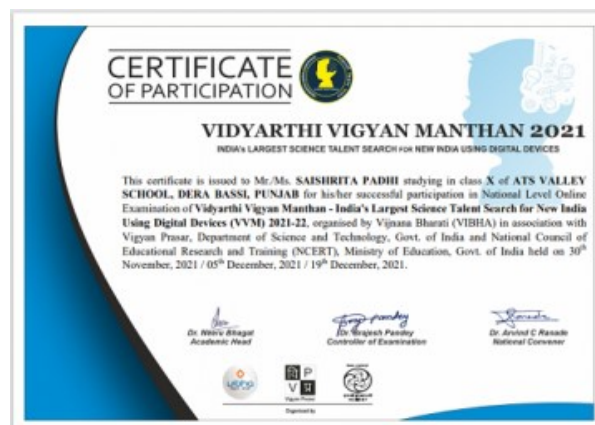 CERTIFICATE
OF PARTICIPATION
VIDYARTHI VIGYAN MANTHAN 2021
INDIA's LARGEST SCIENCE TALENT SEARCH FOR NEW INDIA USING DIGITAL DEVICES
This certificate is issued to Mr./Ms. SAISHRITA PADHI studying in class X of ATS VALLEY
SCHOOL, DERA BASSI, PUNJAB for his/her successful participation in National Level Online
Examination of Vidyarthi Vigyan Manthan - India's Largest Science Talent Search for New India
Using Digital Devices (VVM) 2021-22, organised by Vijnana Bharati (VIBHA) in association with
Vigyan Prasar, Department of Science and Technology, Govt. of India and National Council of
Educational Research and Training (NCERT), Ministry of Education, Govt. of India held on 30th
November, 2021 / 05th December, 2021 / 19th December, 2021.
Dr. Neeru Bhagat
Academic Head
Dr. Brajesh Pandey
Controller of Examination
Dr. Arvind C Ranade
National Convener
Vigyan Prasar
Organised by